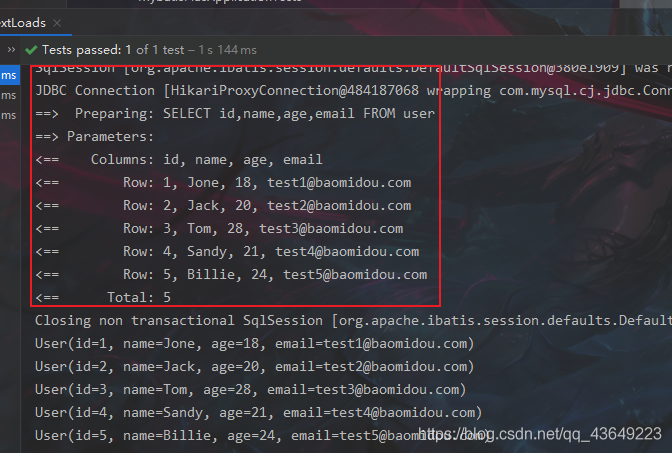 extLoads ×
>> ✔ Tests passed: 1 of 1 test – 1 s 144 ms
ms
ms
ms
SqlSession [org.apache.ibatis.session.defaults.DefaultSqlSession@380e1909] was
JDBC Connection [HikariProxyConnection@484187068 wrapping com.mysql.cj.jdbc.Conn
==>  Preparing: SELECT id,name,age,email FROM user
==> Parameters:
<==    Columns: id, name, age, email
<==        Row: 1, Jone, 18, test1@baomidou.com
<==        Row: 2, Jack, 20, test2@baomidou.com
<==        Row: 3, Tom, 28, test3@baomidou.com
<==        Row: 4, Sandy, 21, test4@baomidou.com
<==        Row: 5, Billie, 24, test5@baomidou.com
<==      Total: 5
Closing non transactional SqlSession [org.apache.ibatis.session.defaults.Default
User(id=1, name=Jone, age=18, email=test1@baomidou.com)
User(id=2, name=Jack, age=20, email=test2@baomidou.com)
User(id=3, name=Tom, age=28, email=test3@baomidou.com)
User(id=4, name=Sandy, age=21, email=test4@baomidou.com)
User(id=5, name=Billie, age=24, email=test5@baomidou.com)
https://blog.csdn.net/qq_43649223